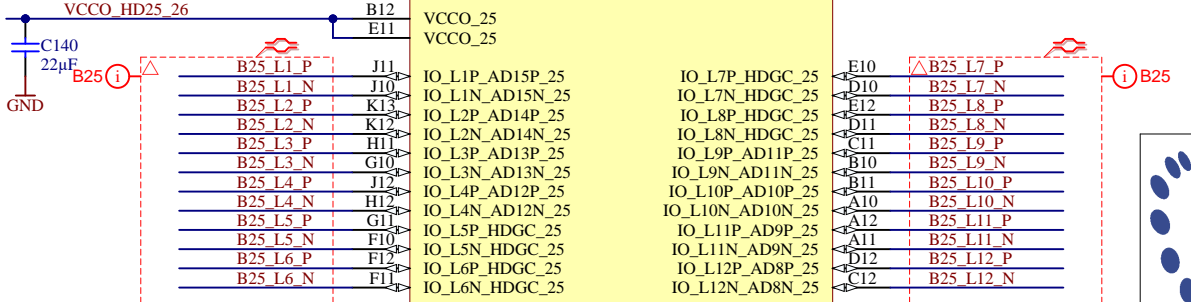 VCCO_HD25_26 B12 VCCO_25
E11 VCCO_25
C140
22µF
GND
B25 i
B25_L1_P J11 IO_L1P_AD15P_25 IO_L7P_HDGC_25 E10 B25_L7_P i B25
B25_L1_N J10 IO_L1N_AD15N_25 IO_L7N_HDGC_25 D10 B25_L7_N
B25_L2_P K13 IO_L2P_AD14P_25 IO_L8P_HDGC_25 E12 B25_L8_P
B25_L2_N K12 IO_L2N_AD14N_25 IO_L8N_HDGC_25 D11 B25_L8_N
B25_L3_P H11 IO_L3P_AD13P_25 IO_L9P_AD11P_25 C11 B25_L9_P
B25_L3_N G10 IO_L3N_AD13N_25 IO_L9N_AD11N_25 B10 B25_L9_N
B25_L4_P J12 IO_L4P_AD12P_25 IO_L10P_AD10P_25 B11 B25_L10_P
B25_L4_N H12 IO_L4N_AD12N_25 IO_L10N_AD10N_25 A10 B25_L10_N
B25_L5_P G11 IO_L5P_HDGC_25 IO_L11P_AD9P_25 A12 B25_L11_P
B25_L5_N F10 IO_L5N_HDGC_25 IO_L11N_AD9N_25 A11 B25_L11_N
B25_L6_P F12 IO_L6P_HDGC_25 IO_L12P_AD8P_25 D12 B25_L12_P
B25_L6_N F11 IO_L6N_HDGC_25 IO_L12N_AD8N_25 C12 B25_L12_N